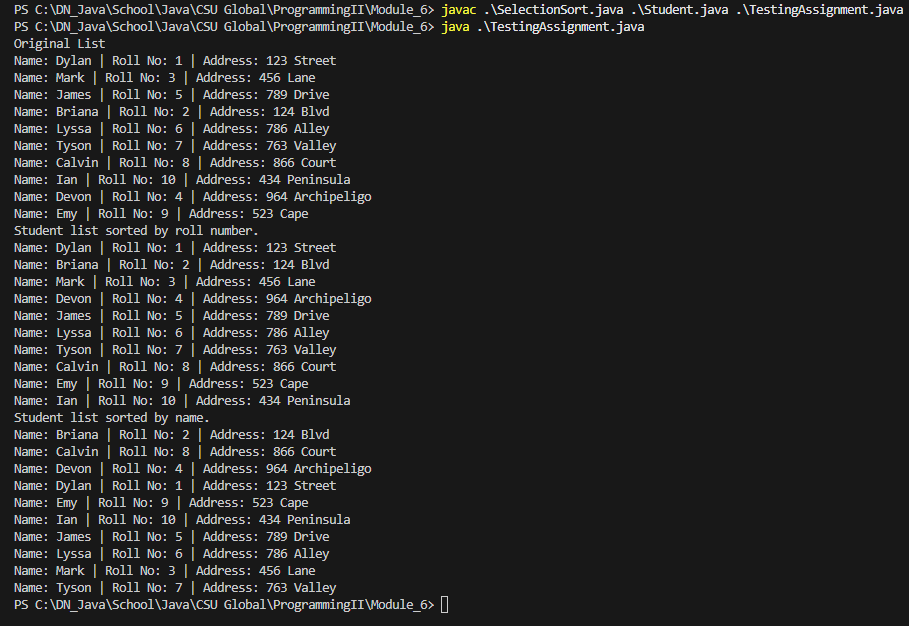 PS C:\DN_Java\School\Java\CSU Global\ProgrammingII\Module_6> javac .\SelectionSort.java .\Student.java .\TestingAssignment.java
PS C:\DN_Java\School\Java\CSU Global\ProgrammingII\Module_6> java .\TestingAssignment.java
Original List
Name: Dylan | Roll No: 1 | Address: 123 Street
Name: Mark | Roll No: 3 | Address: 456 Lane
Name: James | Roll No: 5 | Address: 789 Drive
Name: Briana | Roll No: 2 | Address: 124 Blvd
Name: Lyssa | Roll No: 6 | Address: 786 Alley
Name: Tyson | Roll No: 7 | Address: 763 Valley
Name: Calvin | Roll No: 8 | Address: 866 Court
Name: Ian | Roll No: 10 | Address: 434 Peninsula
Name: Devon | Roll No: 4 | Address: 964 Archipeligo
Name: Emy | Roll No: 9 | Address: 523 Cape
Student list sorted by roll number.
Name: Dylan | Roll No: 1 | Address: 123 Street
Name: Briana | Roll No: 2 | Address: 124 Blvd
Name: Mark | Roll No: 3 | Address: 456 Lane
Name: Devon | Roll No: 4 | Address: 964 Archipeligo
Name: James | Roll No: 5 | Address: 789 Drive
Name: Lyssa | Roll No: 6 | Address: 786 Alley
Name: Tyson | Roll No: 7 | Address: 763 Valley
Name: Calvin | Roll No: 8 | Address: 866 Court
Name: Emy | Roll No: 9 | Address: 523 Cape
Name: Ian | Roll No: 10 | Address: 434 Peninsula
Student list sorted by name.
Name: Briana | Roll No: 2 | Address: 124 Blvd
Name: Calvin | Roll No: 8 | Address: 866 Court
Name: Devon | Roll No: 4 | Address: 964 Archipeligo
Name: Dylan | Roll No: 1 | Address: 123 Street
Name: Emy | Roll No: 9 | Address: 523 Cape
Name: Ian | Roll No: 10 | Address: 434 Peninsula
Name: James | Roll No: 5 | Address: 789 Drive
Name: Lyssa | Roll No: 6 | Address: 786 Alley
Name: Mark | Roll No: 3 | Address: 456 Lane
Name: Tyson | Roll No: 7 | Address: 763 Valley
PS C:\DN_Java\School\Java\CSU Global\ProgrammingII\Module_6>